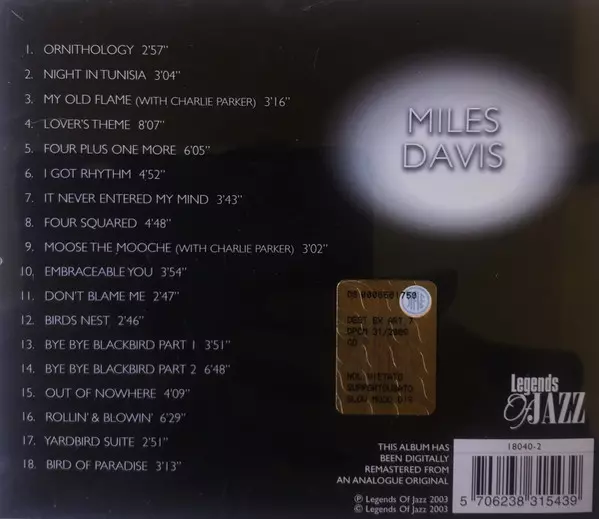 1. ORNITHOLOGY 2'57"
2. NIGHT IN TUNISIA 3'04"
3. MY OLD FLAME (WITH CHARLIE PARKER) 3'16"
4. LOVER'S THEME 8'07"
5. FOUR PLUS ONE MORE 6'05"
6. I GOT RHYTHM 4'52"
7. IT NEVER ENTERED MY MIND 3'43"
8. FOUR SQUARED 4'48"
9. MOOSE THE MOOCHE (WITH CHARLIE PARKER) 3'02"
10. EMBRACEABLE YOU 3'54"
11. DON'T BLAME ME 2'47"
12. BIRDS NEST 2'46"
13. BYE BYE BLACKBIRD PART 1 3'51"
14. BYE BYE BLACKBIRD PART 2 6'48"
15. OUT OF NOWHERE 4'09"
16. ROLLIN' & BLOWIN' 6'29"
17. YARDBIRD SUITE 2'51"
18. BIRD OF PARADISE 3'13"
MILES
DAVIS
CD
Legends
Of JAZZ
THIS ALBUM HAS
BEEN DIGITALLY
REMASTERED FROM
AN ANALOGUE ORIGINAL
℗ Legends Of Jazz 2003
© Legends Of Jazz 2003
18040-2
5 706238 315439